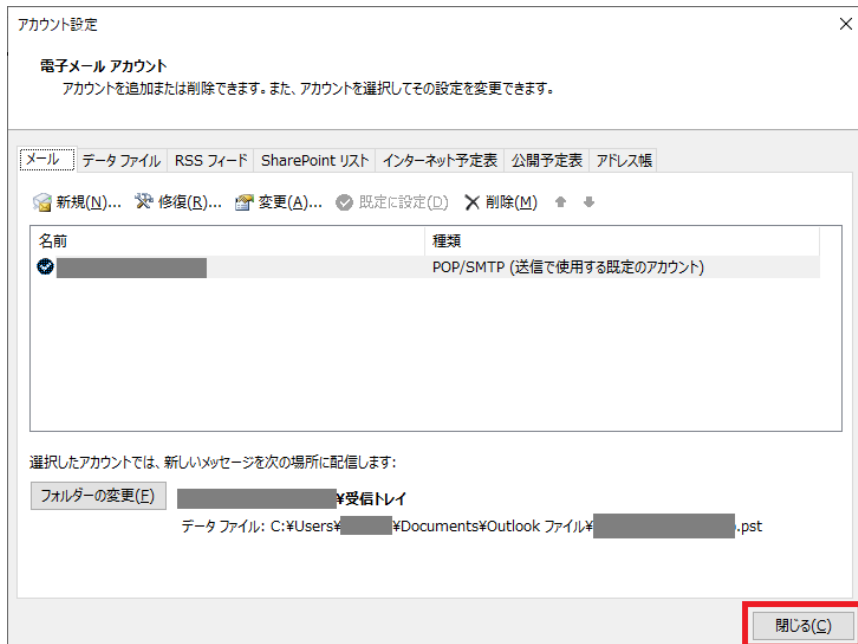 アカウント設定
電子メール アカウント
アカウントを追加または削除できます。また、アカウントを選択してその設定を変更できます。
メール データ ファイル RSS フィード SharePoint リスト インターネット予定表 公開予定表 アドレス帳
新規(N)... 修復(R)... 変更(A)... 既定に設定(D) 削除(M)
名前 種類
POP/SMTP (送信で使用する既定のアカウント)
選択したアカウントでは、新しいメッセージを次の場所に配信します:
フォルダーの変更(F) ¥受信トレイ
データ ファイル: C:¥Users¥ ¥Documents¥Outlook ファイル¥ .pst
閉じる(C)